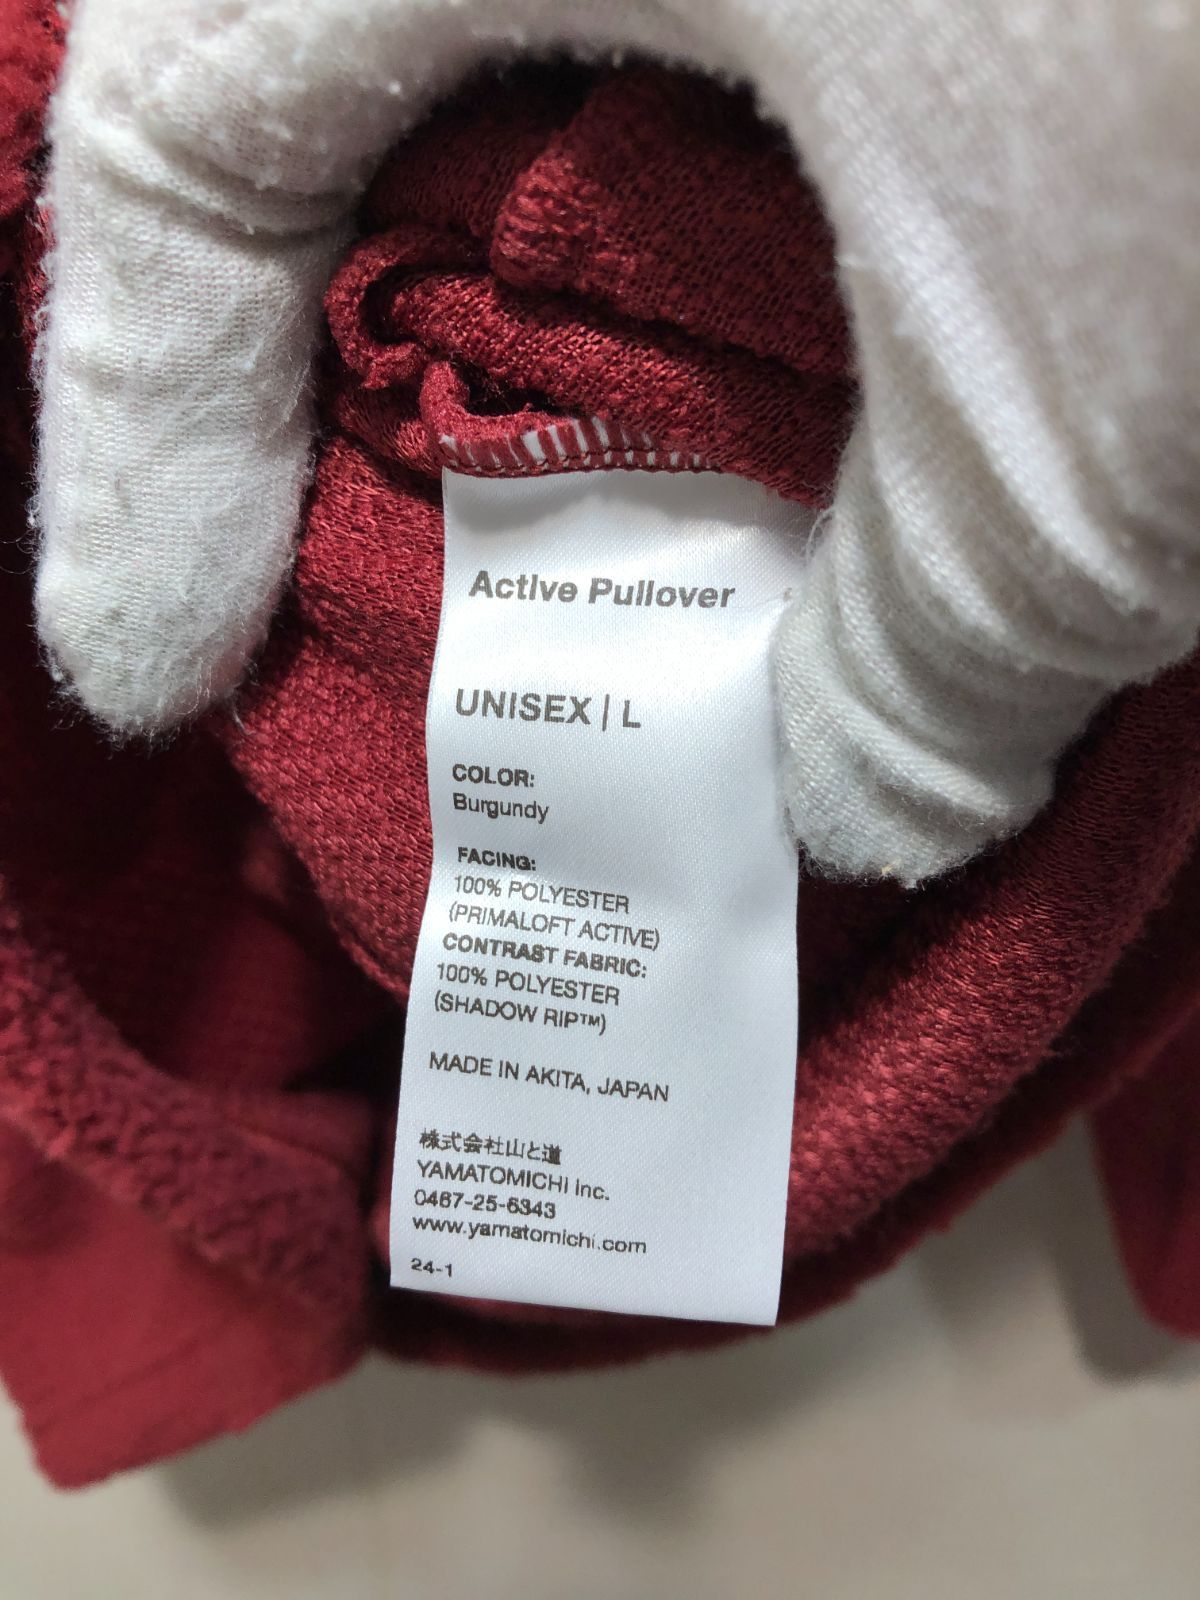 Active Pullover
UNISEX | L
COLOR:
Burgundy
FACING:
100% POLYESTER
(PRIMALOFT ACTIVE)
CONTRAST FABRIC:
100% POLYESTER
(SHADOW RIP™)
MADE IN AKITA, JAPAN
株式会社山と道
YAMATOMICHI Inc.
0467-25-6343
www.yamatomichi.com
24-1